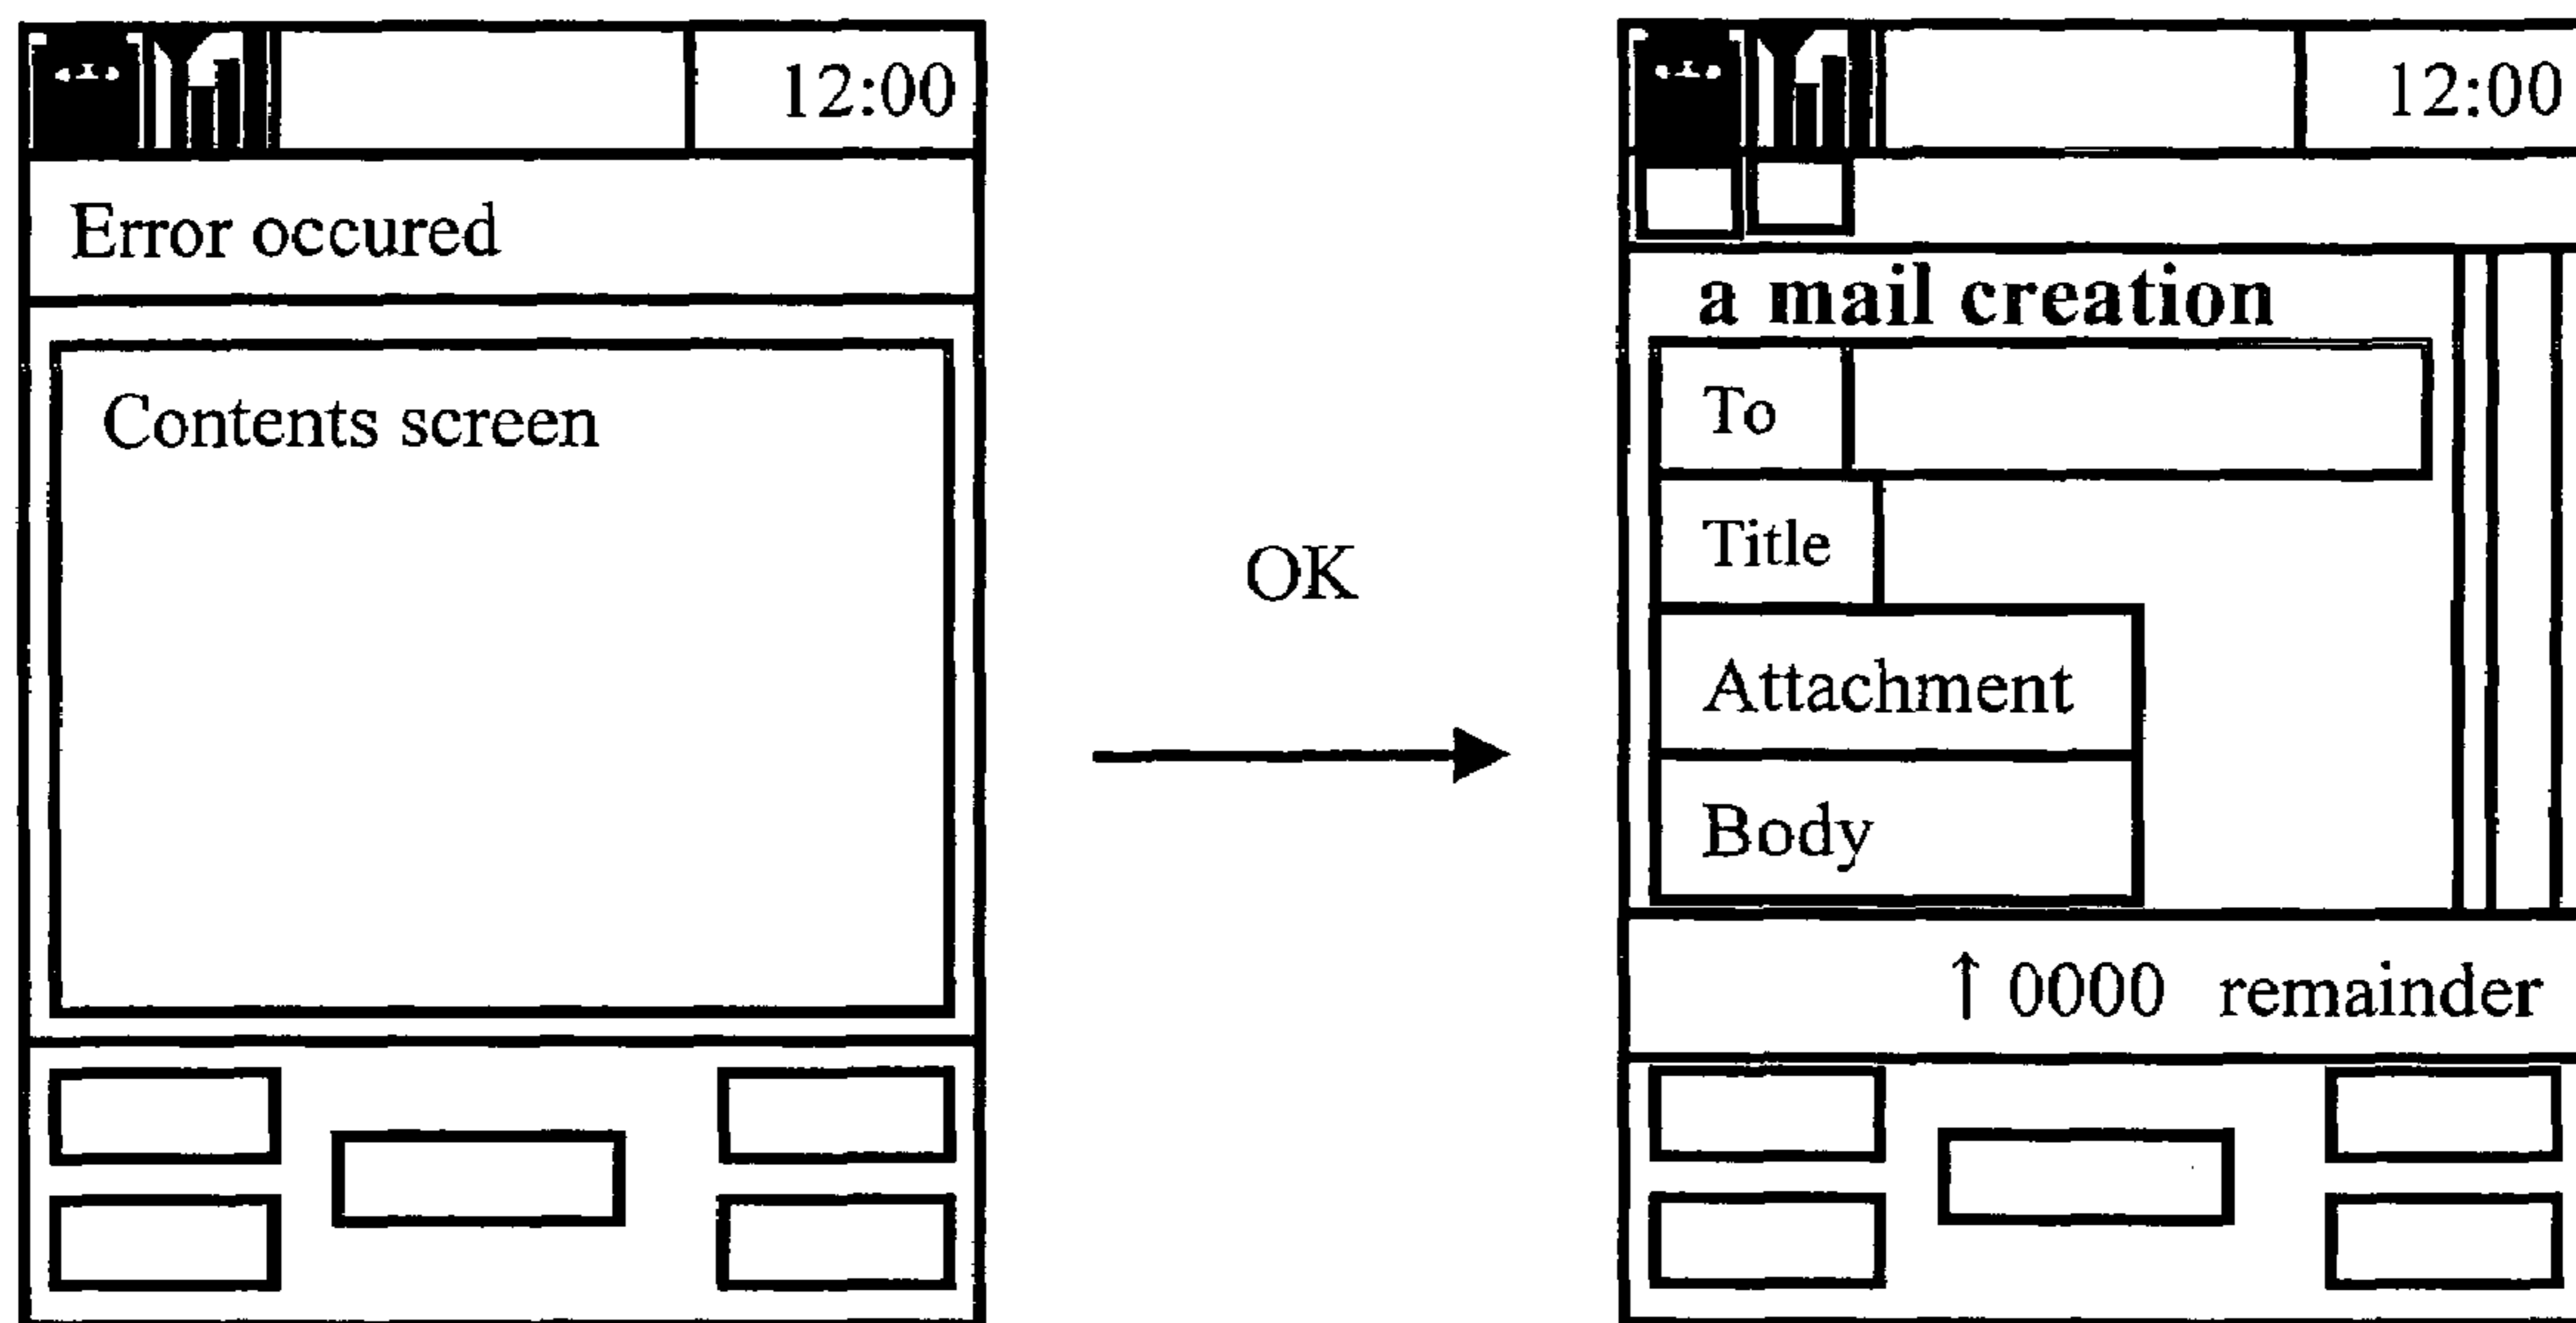 12:00
Error occured
Contents screen
OK
12:00
a mail creation
To
Title
Attachment
Body
↑ 0000 remainder